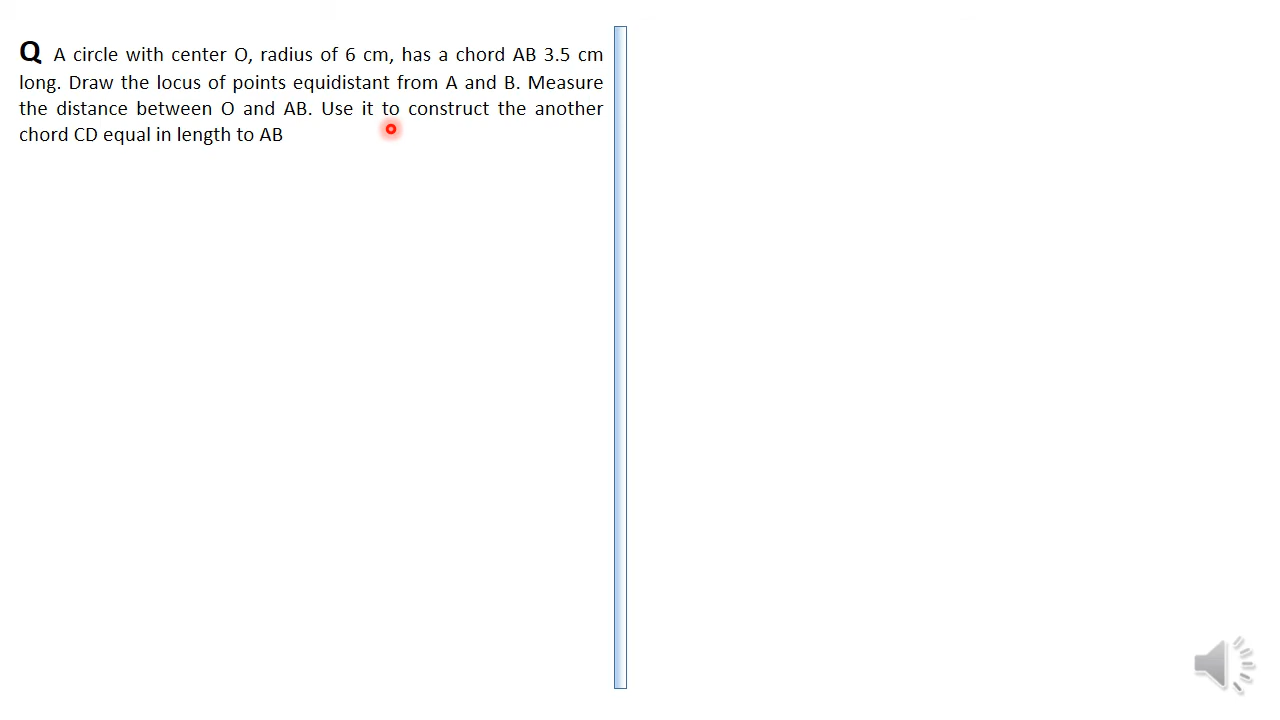 Q A circle with center O, radius of 6 cm, has a chord AB 3.5 cm
long. Draw the locus of points equidistant from A and B. Measure
the distance between O and AB. Use it to construct the another
chord CD equal in length to AB